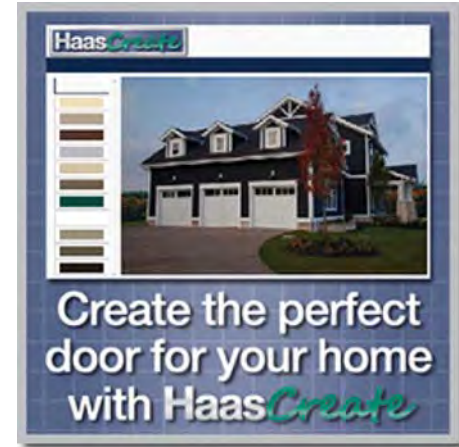 HaasCreate
Create the perfect
door for your home
with HaasCreate